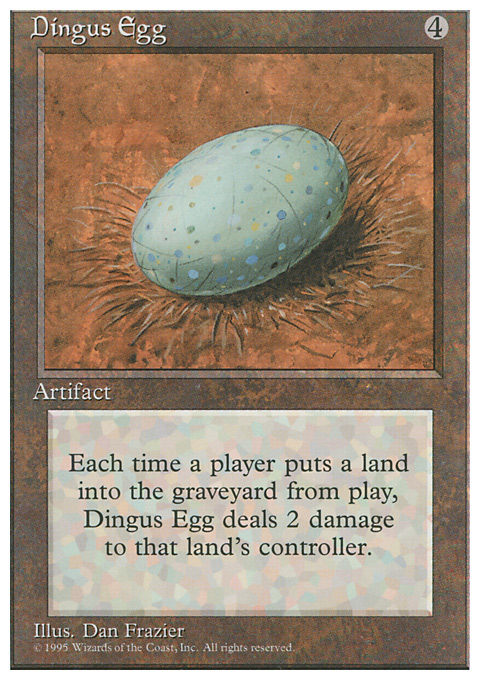 Dingus Egg
4
Artifact
Each time a player puts a land
into the graveyard from play,
Dingus Egg deals 2 damage
to that land's controller.
Illus. Dan Frazier
© 1995 Wizards of the Coast, Inc. All rights reserved.